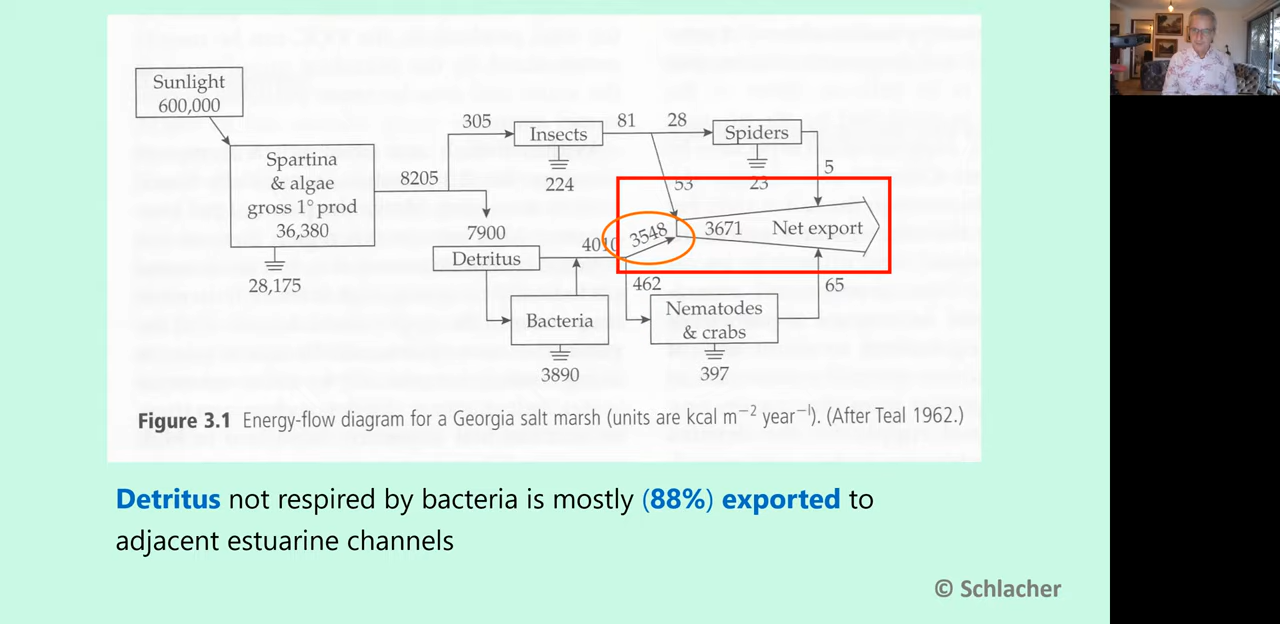 Sunlight
600,000
Spartina
& algae
gross 1° prod
36,380
28,175
8205
305
Insects
224
81
28
Spiders
23
5
53
7900
Detritus
4010
3548
3671
Net export
Bacteria
3890
462
Nematodes
& crabs
397
65
Figure 3.1 Energy-flow diagram for a Georgia salt marsh (units are kcal m⁻² year⁻¹). (After Teal 1962.)
Detritus not respired by bacteria is mostly (88%) exported to
adjacent estuarine channels
© Schlacher